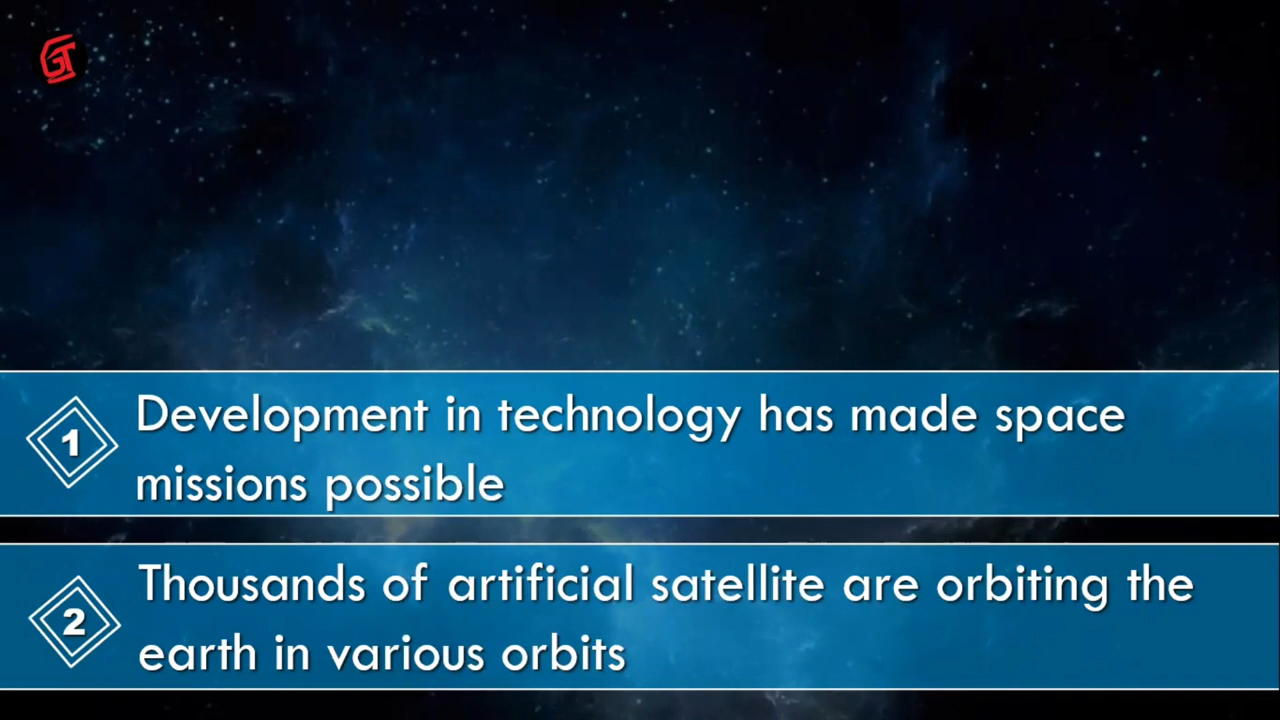 GT
1
Development in technology has made space
missions possible
2
Thousands of artificial satellite are orbiting the
earth in various orbits